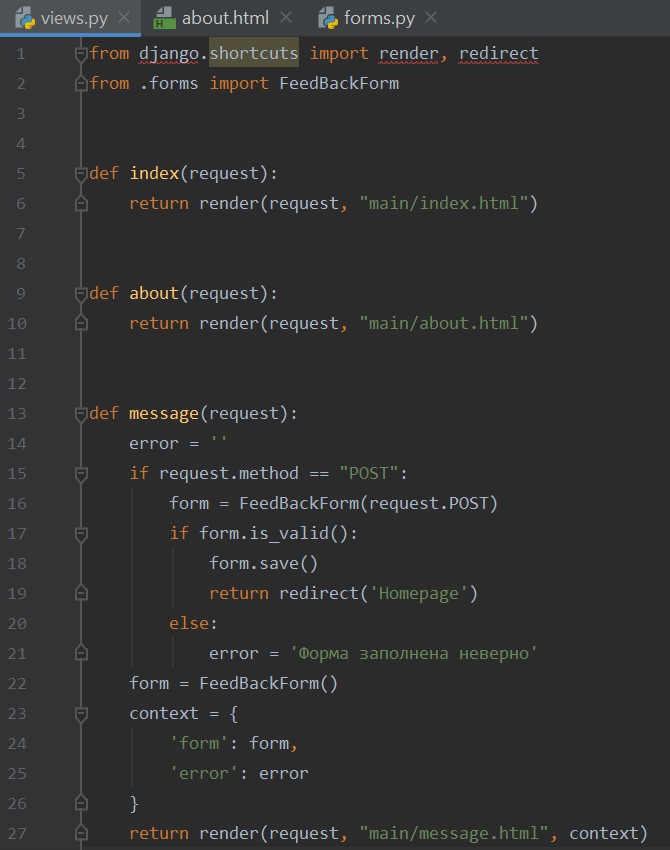 views.py about.html forms.py
1 from django.shortcuts import render, redirect
2 from .forms import FeedBackForm
3
4
5 def index(request):
6     return render(request, "main/index.html")
7
8
9 def about(request):
10     return render(request, "main/about.html")
11
12
13 def message(request):
14     error = ''
15     if request.method == "POST":
16         form = FeedBackForm(request.POST)
17         if form.is_valid():
18             form.save()
19             return redirect('Homepage')
20         else:
21             error = 'Форма заполнена неверно'
22     form = FeedBackForm()
23     context = {
24         'form': form,
25         'error': error
26     }
27     return render(request, "main/message.html", context)